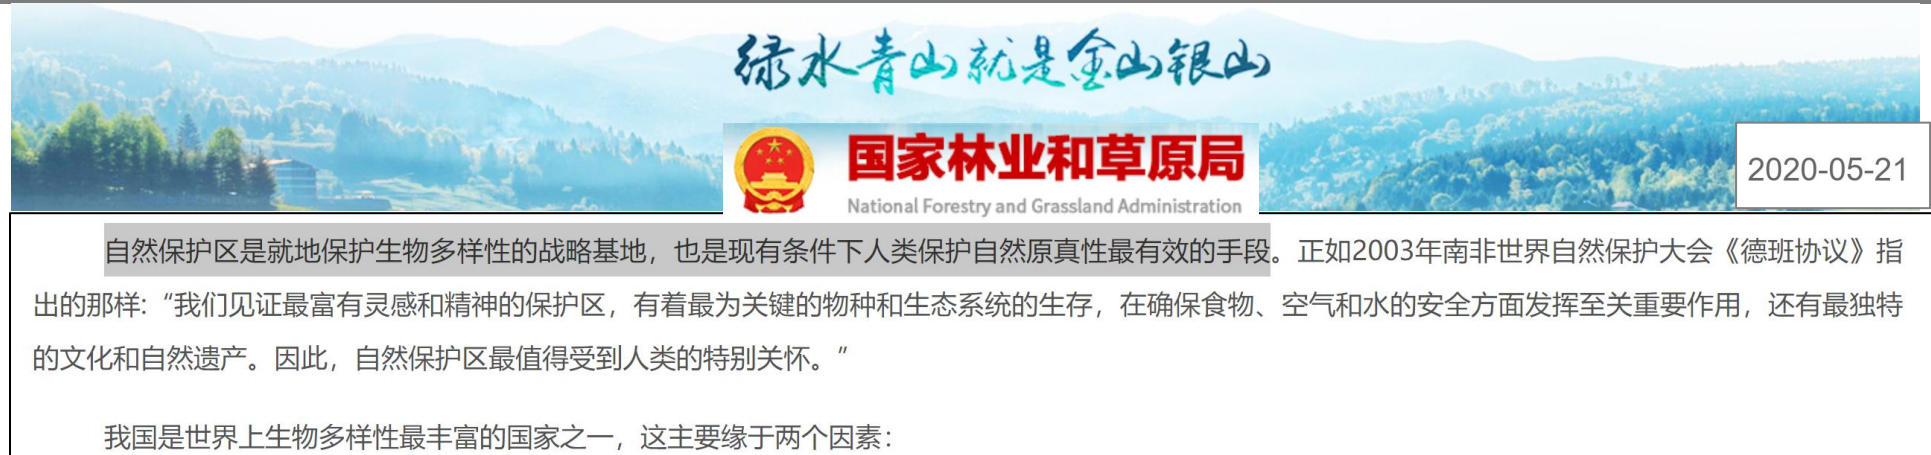 绿水青山就是金山银山
国家林业和草原局
National Forestry and Grassland Administration
2020-05-21
自然保护区是就地保护生物多样性的战略基地，也是现有条件下人类保护自然原真性最有效的手段。正如2003年南非世界自然保护大会《德班协议》指
出的那样:“我们见证最富有灵感和精神的保护区，有着最为关键的物种和生态系统的生存，在确保食物、空气和水的安全方面发挥至关重要作用，还有最独特
的文化和自然遗产。因此，自然保护区最值得受到人类的特别关怀。”
我国是世界上生物多样性最丰富的国家之一，这主要缘于两个因素：